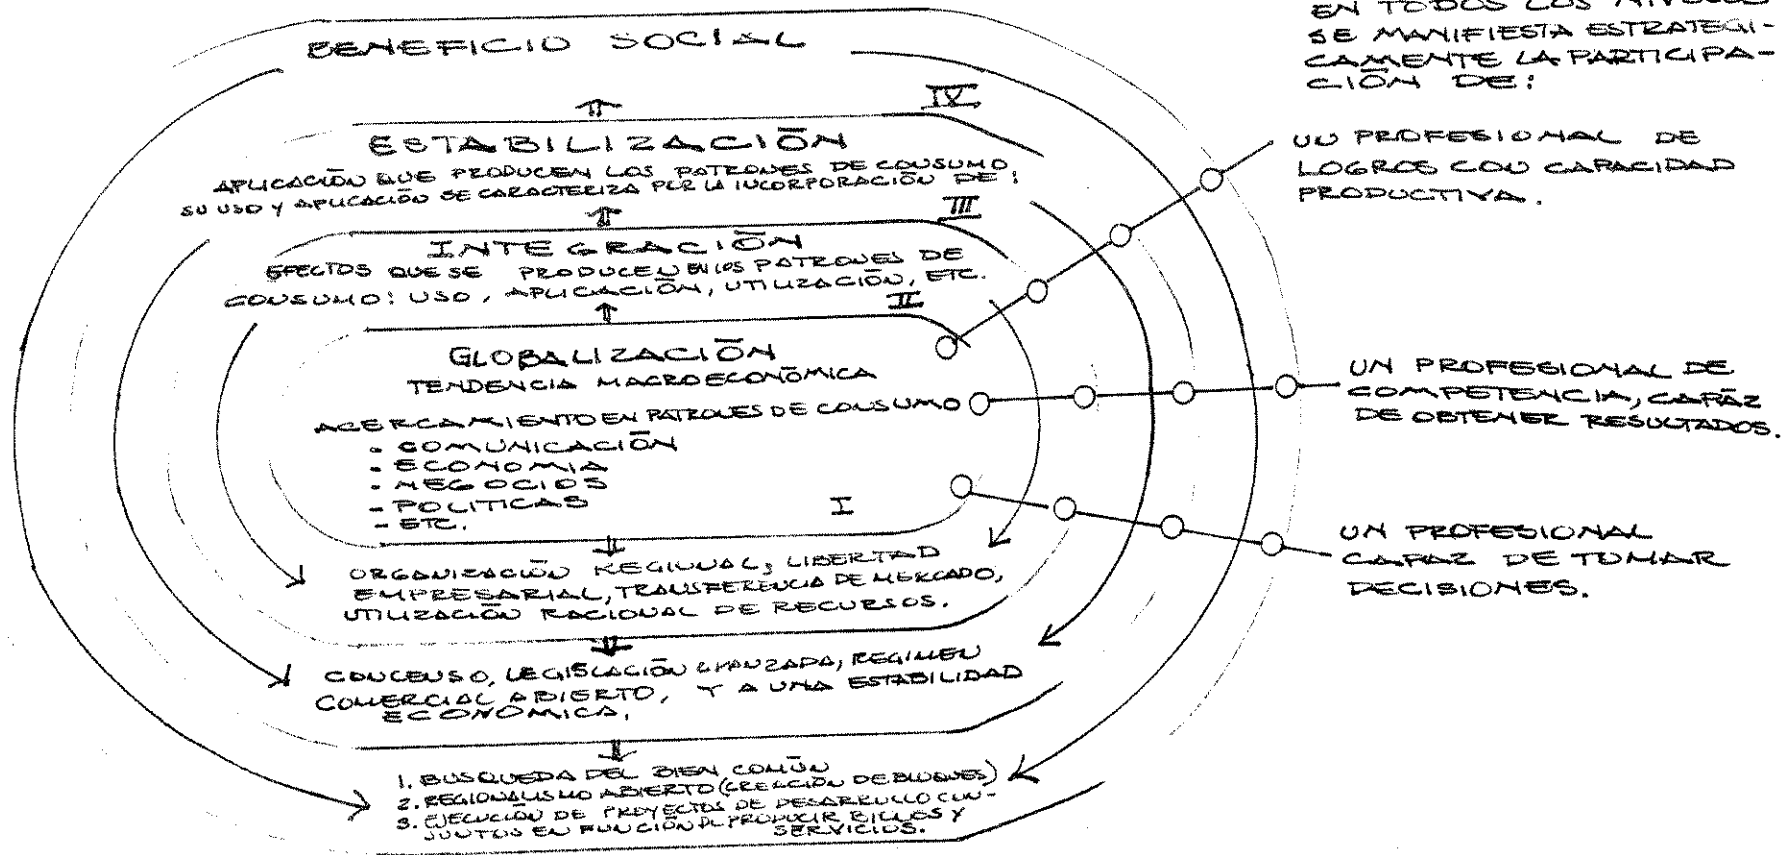 EN TODOS LOS NIVELES
SE MANIFIESTA ESTRATEGI-
CAMENTE LA PARTICIPA-
CIÓN DE:
BENEFICIO SOCIAL
IV
ESTABILIZACIÓN
APLICACIÓN QUE PRODUCEN LOS PATRONES DE CONSUMO
SU USO Y APLICACIÓN SE CARACTERIZA POR LA INCORPORACIÓN DE:
III
INTEGRACIÓN
EFECTOS QUE SE PRODUCEN EN LOS PATRONES DE
CONSUMO: USO, APLICACIÓN, UTILIZACIÓN, ETC.
II
GLOBALIZACIÓN
TENDENCIA MACROECONÓMICA
ACERCAMIENTO EN PATRONES DE CONSUMO
- COMUNICACIÓN
- ECONOMIA
- NEGOCIOS
- POLITICAS
- ETC.
I
ORGANIZACIÓN REGIONAL, LIBERTAD
EMPRESARIAL, TRANSFERENCIA DE MERCADO,
UTILIZACIÓN RACIONAL DE RECURSOS.
CONCENSO, LEGISLACIÓN AVANZADA, REGIMEN
COMERCIAL ABIERTO, Y A UNA ESTABILIDAD
ECONÓMICA.
1. BUSQUEDA DEL BIEN COMÚN
2. REGIONALISMO ABIERTO (CREACIÓN DE BLOQUES)
3. EJECUCIÓN DE PROYECTOS DE DESARROLLO CON-
JUNTOS EN FUNCIÓN DE PRODUCIR BIENES Y
SERVICIOS.
UN PROFESIONAL DE
LOGROS CON CAPACIDAD
PRODUCTIVA.
UN PROFESIONAL DE
COMPETENCIA, CAPÁZ
DE OBTENER RESULTADOS.
UN PROFESIONAL
CAPAZ DE TOMAR
DECISIONES.